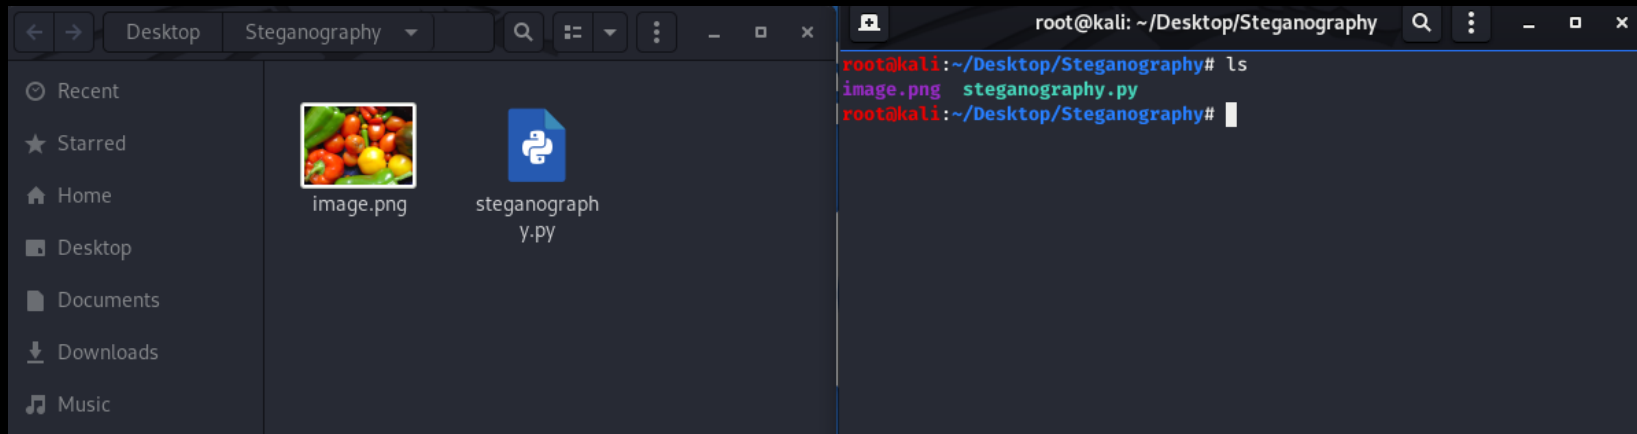 Desktop
Steganography
Recent
Starred
Home
Desktop
Documents
Downloads
Music
image.png
steganograph
y.py
root@kali: ~/Desktop/Steganography
root@kali:~/Desktop/Steganography# ls
image.png  steganography.py
root@kali:~/Desktop/Steganography#